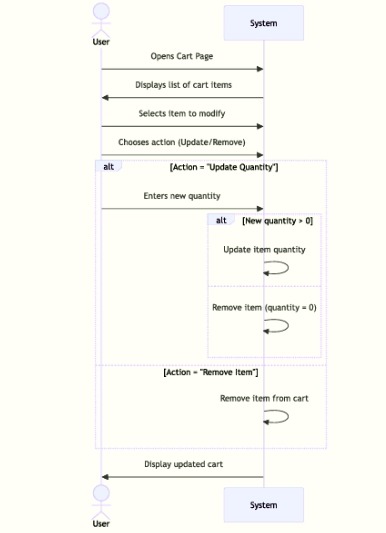 User
System
Opens Cart Page
Displays list of cart items
Selects item to modify
Chooses action (Update/Remove)
alt
[Action = "Update Quantity"]
Enters new quantity
alt
[New quantity > 0]
Update item quantity
Remove item (quantity = 0)
[Action = "Remove Item"]
Remove item from cart
Display updated cart
User
System